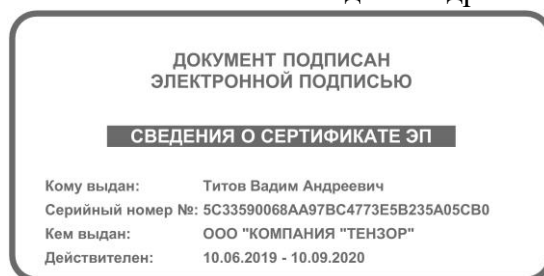 ДОКУМЕНТ ПОДПИСАН
ЭЛЕКТРОННОЙ ПОДПИСЬЮ
СВЕДЕНИЯ О СЕРТИФИКАТЕ ЭП
Кому выдан: Титов Вадим Андреевич
Серийный номер №: 5C33590068AA97BC4773E5B235A05CB0
Кем выдан: ООО "КОМПАНИЯ "ТЕНЗОР"
Действителен: 10.06.2019 - 10.09.2020